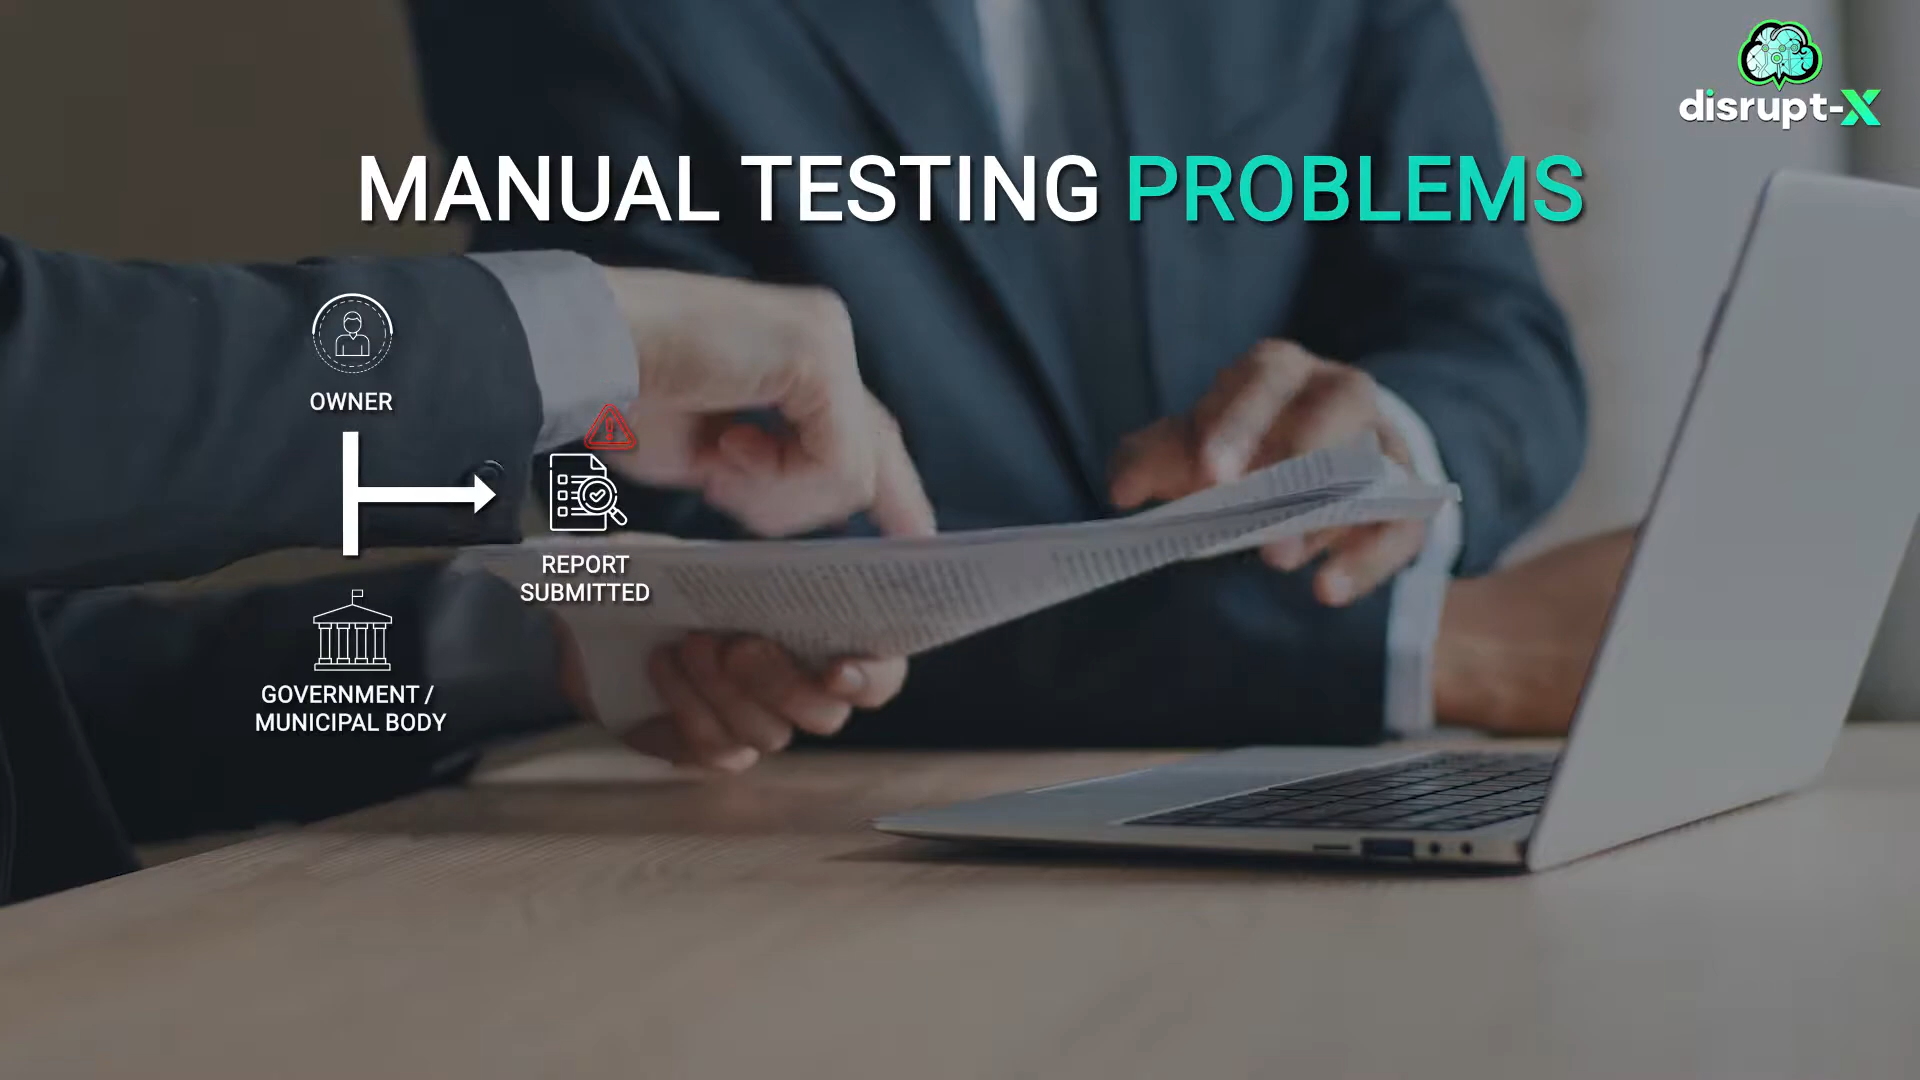 disrupt-X
MANUAL TESTING PROBLEMS
OWNER
REPORT
SUBMITTED
GOVERNMENT /
MUNICIPAL BODY